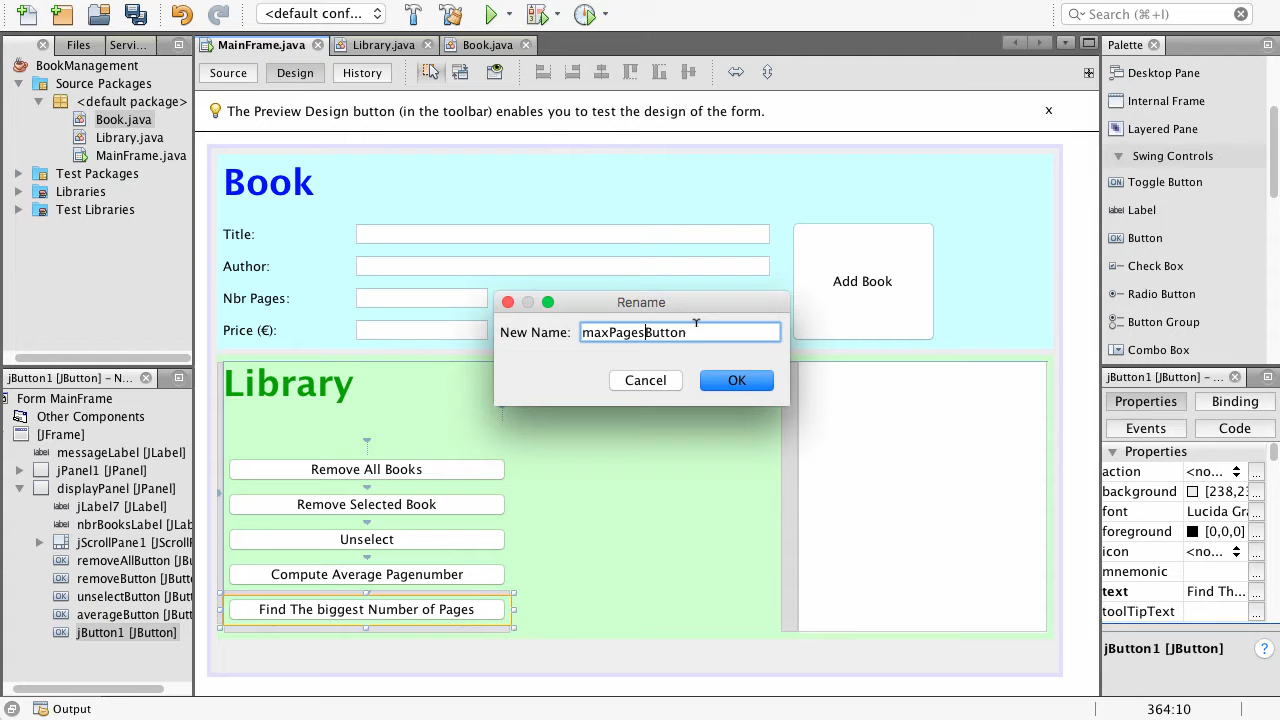 <default conf...
Search (⌘+l)
Files
Servi...
MainFrame.java
Library.java
Book.java
Palette
BookManagement
Source Packages
<default package>
Book.java
Library.java
MainFrame.java
Test Packages
Libraries
Test Libraries
Source
Design
History
The Preview Design button (in the toolbar) enables you to test the design of the form.
x
Book
Title:
Author:
Nbr Pages:
Price (€):
Add Book
Rename
New Name:
maxPagesButton
Cancel
OK
Library
Remove All Books
Remove Selected Book
Unselect
Compute Average Pagenumber
Find The biggest Number of Pages
Desktop Pane
Internal Frame
Layered Pane
Swing Controls
Toggle Button
Label
Button
Check Box
Radio Button
Button Group
Combo Box
jButton1 [JButton] – N...
Form MainFrame
Other Components
[JFrame]
messageLabel [JLabel]
jPanel1 [JPanel]
displayPanel [JPanel]
jLabel7 [JLabel]
nbrBooksLabel [JLab
jScrollPane1 [JScroll
removeAllButton [JB
removeButton [JButt
unselectButton [JButt
averageButton [JButt
jButton1 [JButton]
jButton1 [JButton] – ...
Properties
Binding
Events
Code
Properties
action
<no...
background
[238,23
font
Lucida Gra
foreground
[0,0,0]
icon
<no...
mnemonic
text
Find Th...
toolTipText
jButton1 [JButton]
Output
364:10